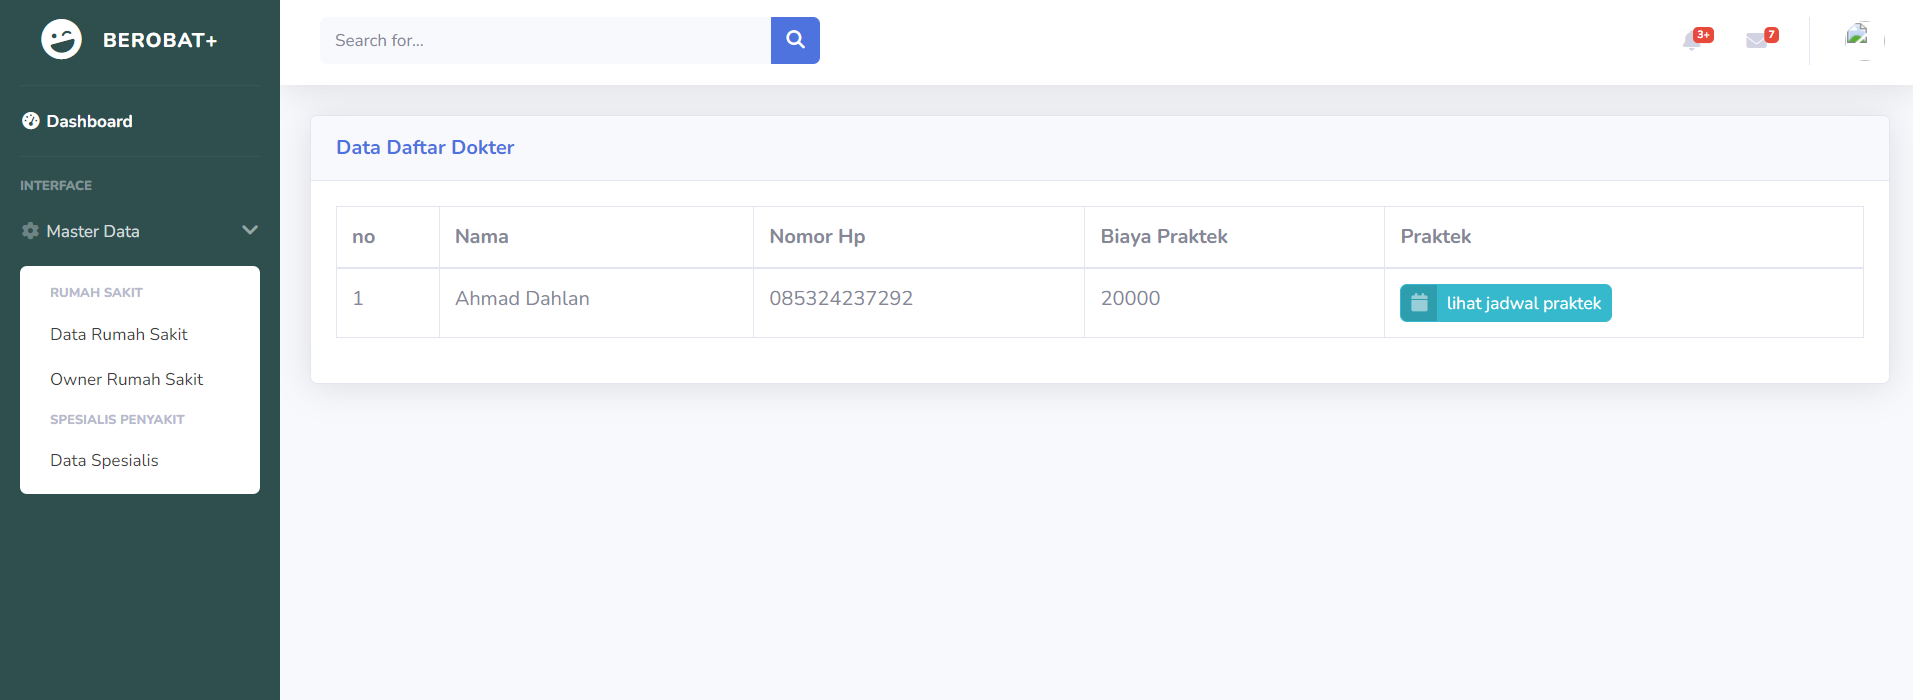 BEROBAT+
Search for...
3+
7
Dashboard
INTERFACE
Master Data
RUMAH SAKIT
Data Rumah Sakit
Owner Rumah Sakit
SPESIALIS PENYAKIT
Data Spesialis
Data Daftar Dokter
no Nama Nomor Hp Biaya Praktek Praktek
1 Ahmad Dahlan 085324237292 20000 lihat jadwal praktek